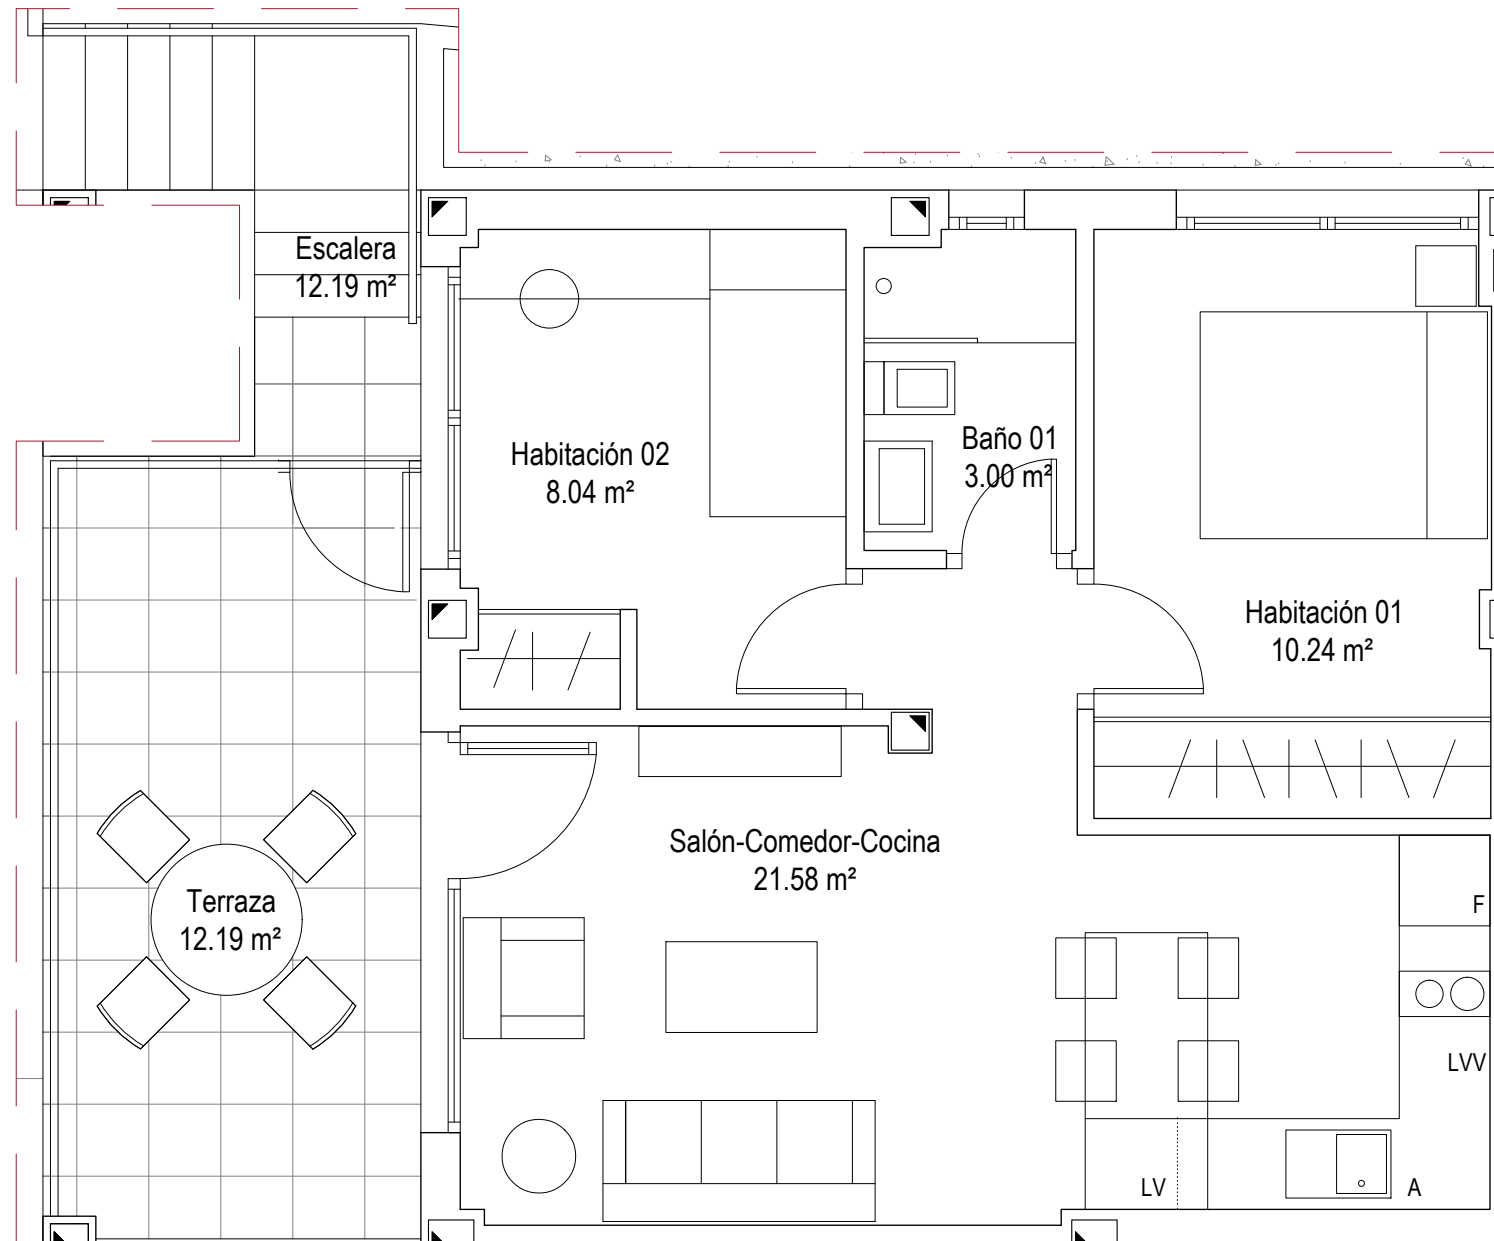 Escalera
12.19 m²
Habitación 02
8.04 m²
Baño 01
3.00 m²
Habitación 01
10.24 m²
Salón-Comedor-Cocina
21.58 m²
Terraza
12.19 m²
F
LVV
LV
A